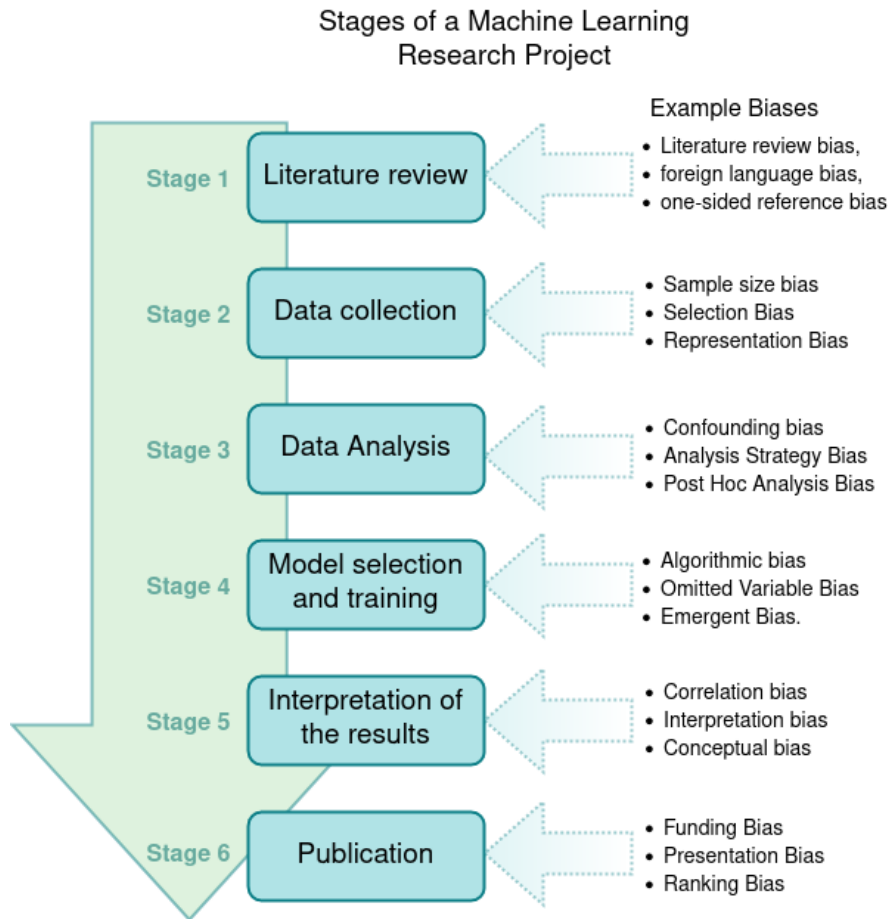 Stages of a Machine Learning
Research Project
Example Biases
Stage 1
Literature review
• Literature review bias,
• foreign language bias,
• one-sided reference bias
Stage 2
Data collection
• Sample size bias
• Selection Bias
• Representation Bias
Stage 3
Data Analysis
• Confounding bias
• Analysis Strategy Bias
• Post Hoc Analysis Bias
Stage 4
Model selection
and training
• Algorithmic bias
• Omitted Variable Bias
• Emergent Bias.
Stage 5
Interpretation of
the results
• Correlation bias
• Interpretation bias
• Conceptual bias
Stage 6
Publication
• Funding Bias
• Presentation Bias
• Ranking Bias